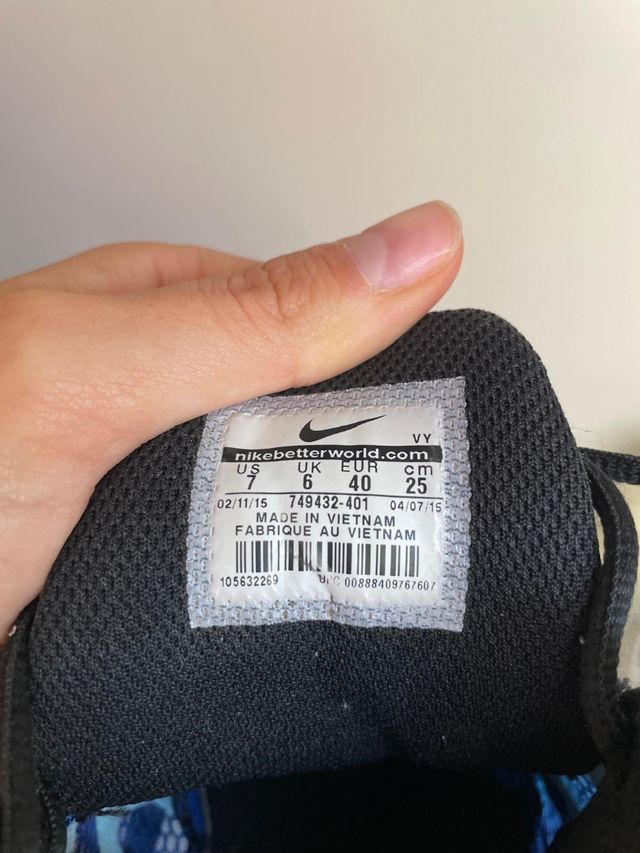 VY
nikebetterworld.com
US UK EUR cm
7 6 40 25
02/11/15 749432-401 04/07/15
MADE IN VIETNAM
FABRIQUE AU VIETNAM
105632269 UPC 00888409767607